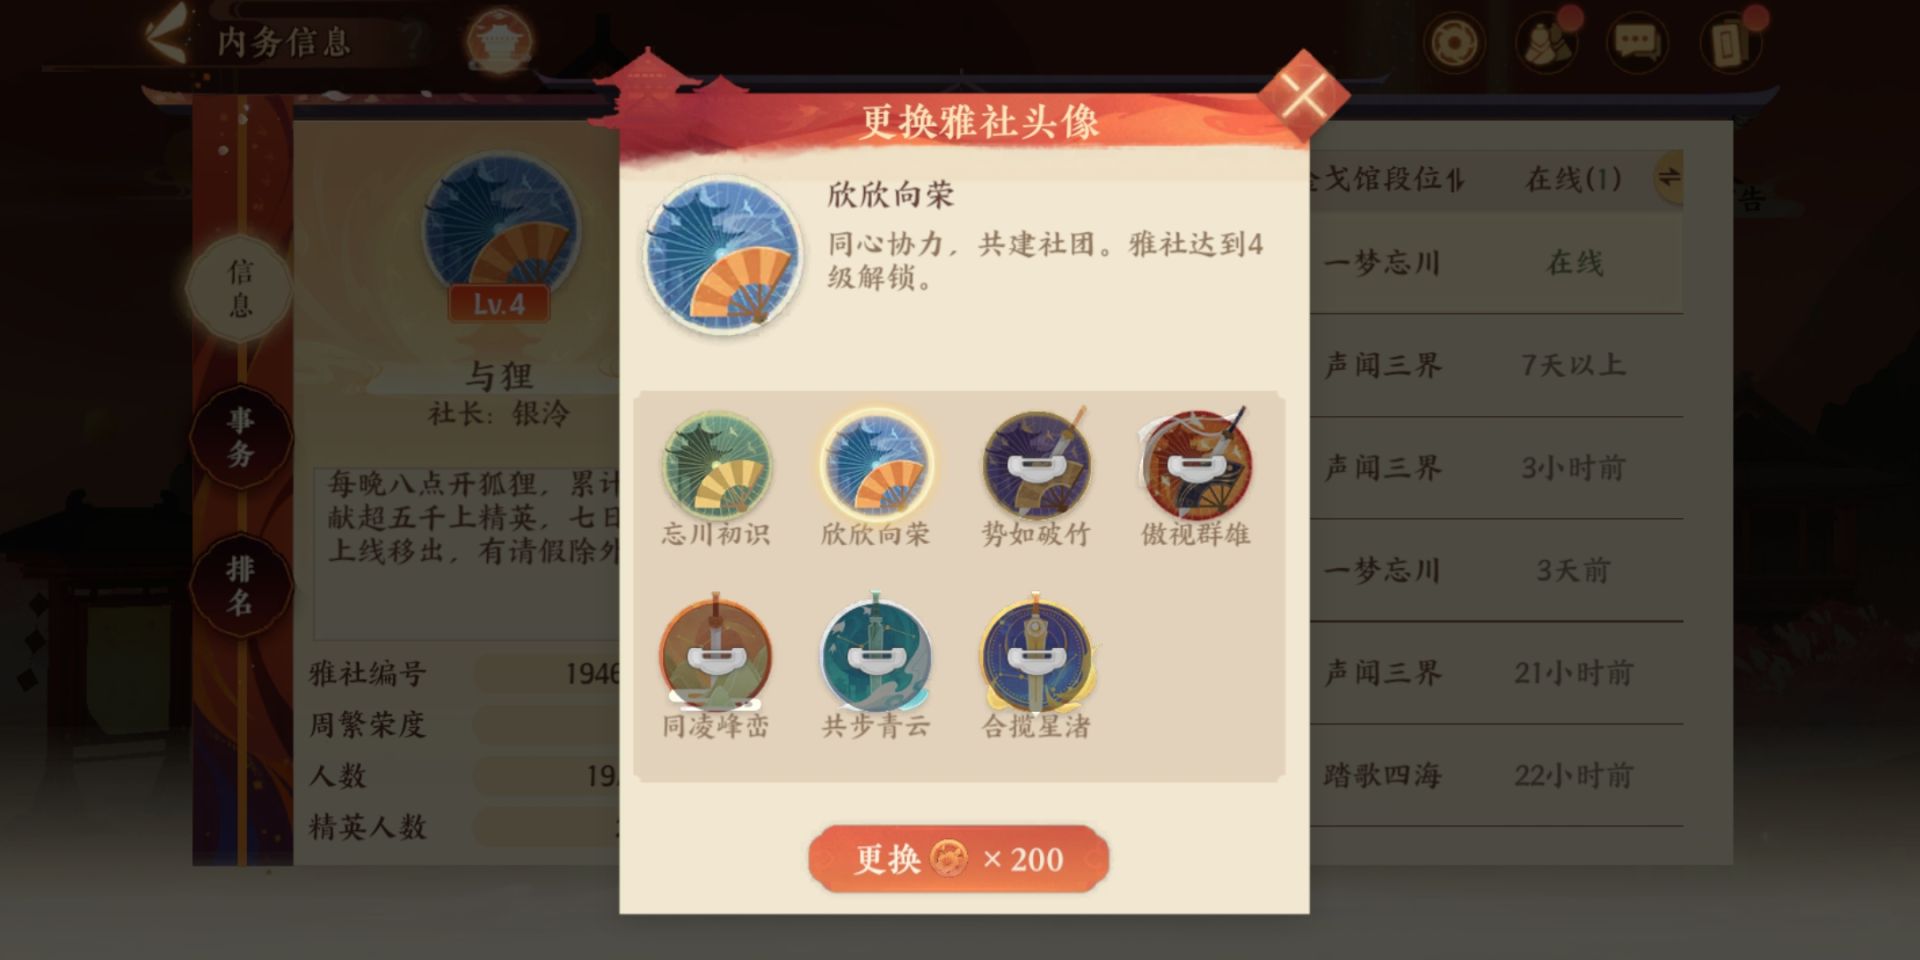 内务信息
?
更换雅社头像
欣欣向荣
同心协力，共建社团。雅社达到4
级解锁。
信
息
事
务
排
名
Lv.4
与狸
社长：银泠
每晚八点开狐狸，累计
献超五千上精英，七日
上线移出，有请假除外
雅社编号
1946
周繁荣度
人数
19
精英人数
忘川初识
欣欣向荣
势如破竹
傲视群雄
同凌峰峦
共步青云
合揽星渚
更换 × 200
戈馆段位
在线(1)
告
一梦忘川
在线
声闻三界
7天以上
声闻三界
3小时前
一梦忘川
3天前
声闻三界
21小时前
踏歌四海
22小时前